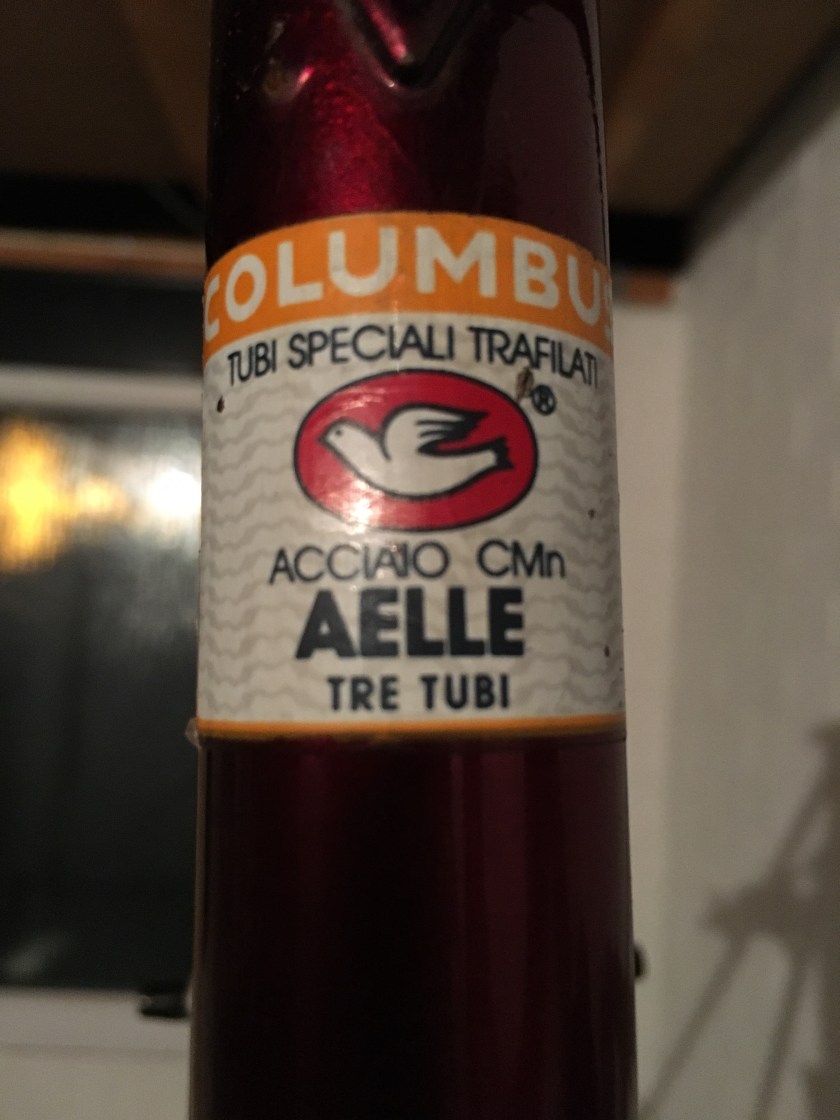 COLUMBUS
TUBI SPECIALI TRAFILATI
®
ACCIAIO CMn
AELLE
TRE TUBI